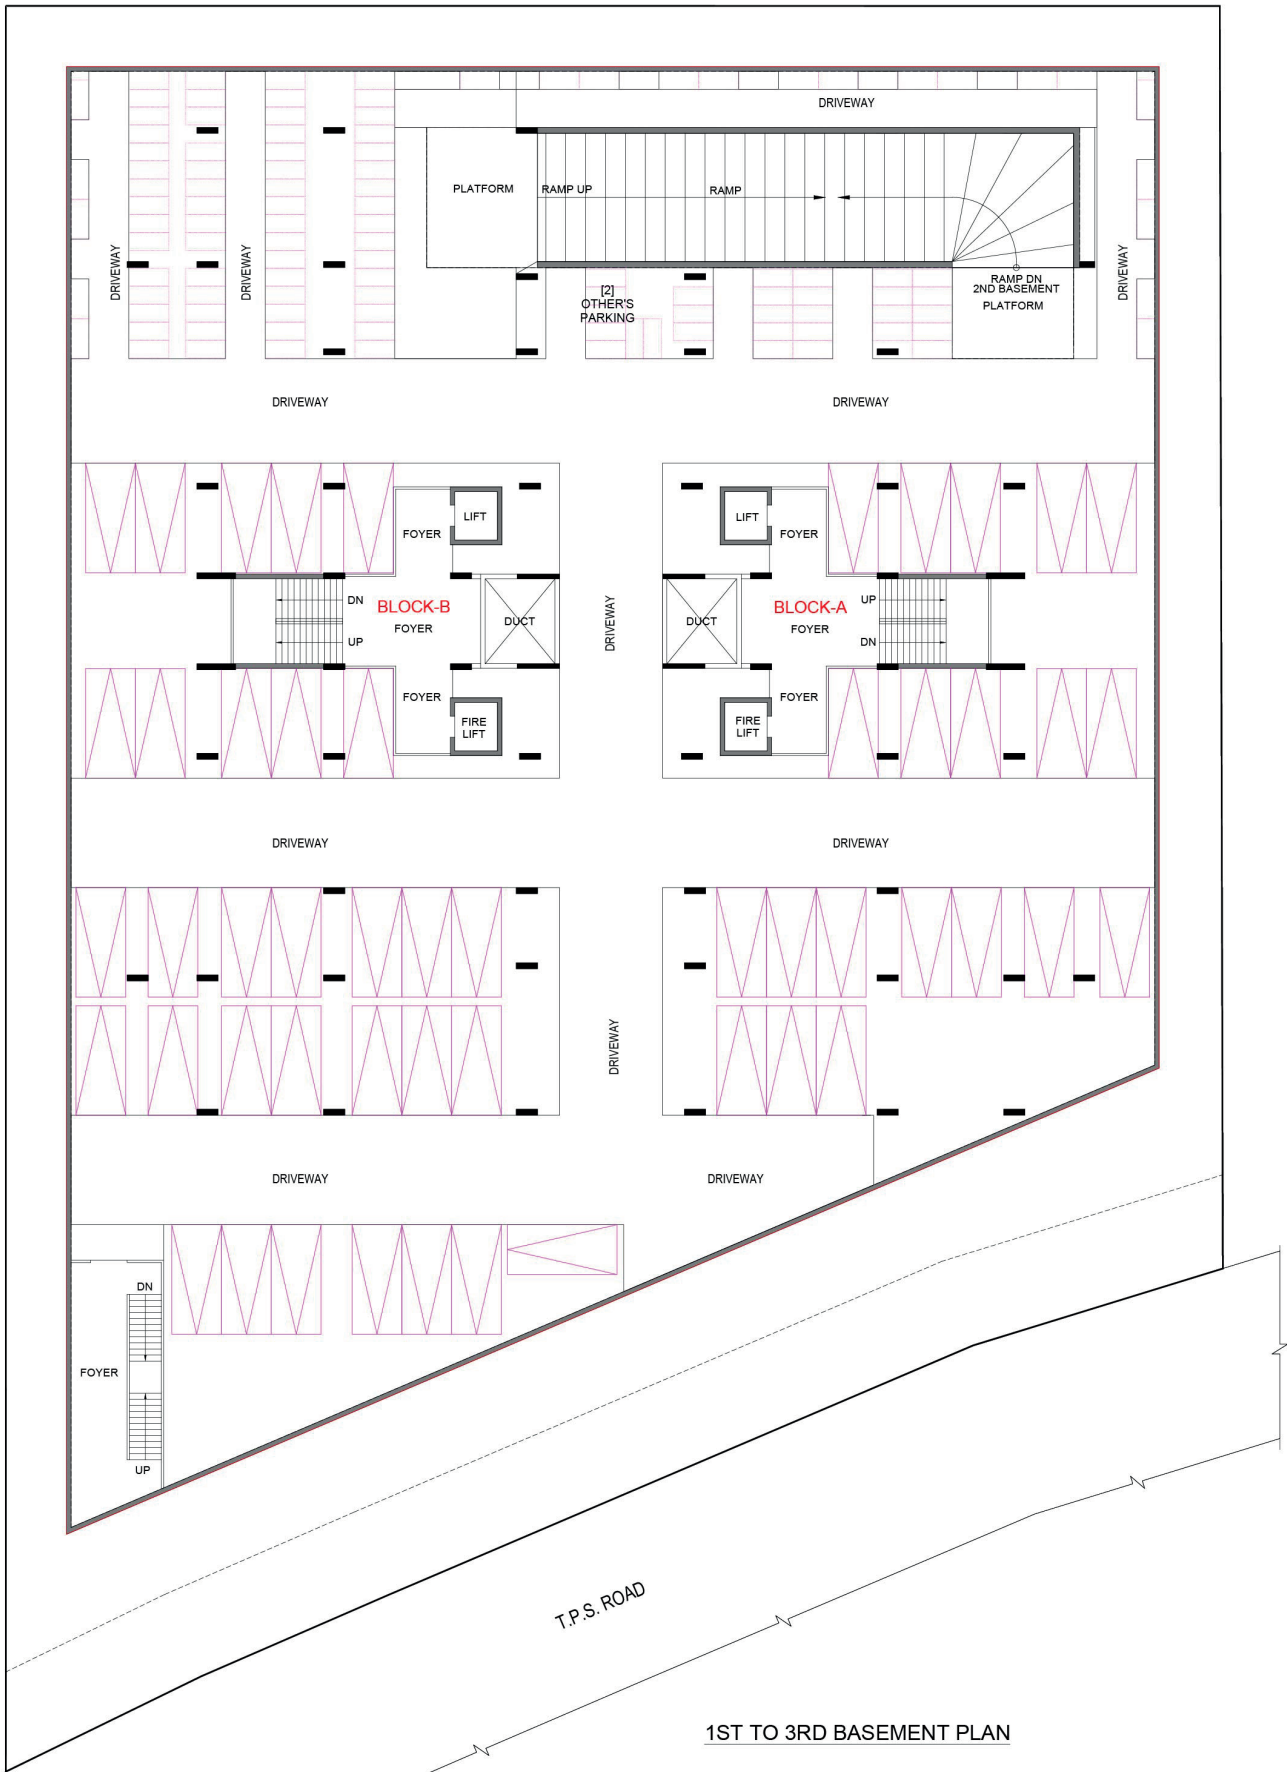 DRIVEWAY
PLATFORM
RAMP UP
RAMP
DRIVEWAY
DRIVEWAY
DRIVEWAY
RAMP DN
2ND BASEMENT
PLATFORM
[2]
OTHER'S
PARKING
DRIVEWAY
DRIVEWAY
LIFT
FOYER
LIFT
FOYER
DN
BLOCK-B
UP
FOYER
DUCT
DRIVEWAY
DUCT
BLOCK-A
FOYER
UP
DN
FOYER
FIRE
LIFT
FIRE
LIFT
FOYER
DRIVEWAY
DRIVEWAY
DRIVEWAY
DRIVEWAY
DRIVEWAY
DN
FOYER
UP
T.P.S. ROAD
1ST TO 3RD BASEMENT PLAN